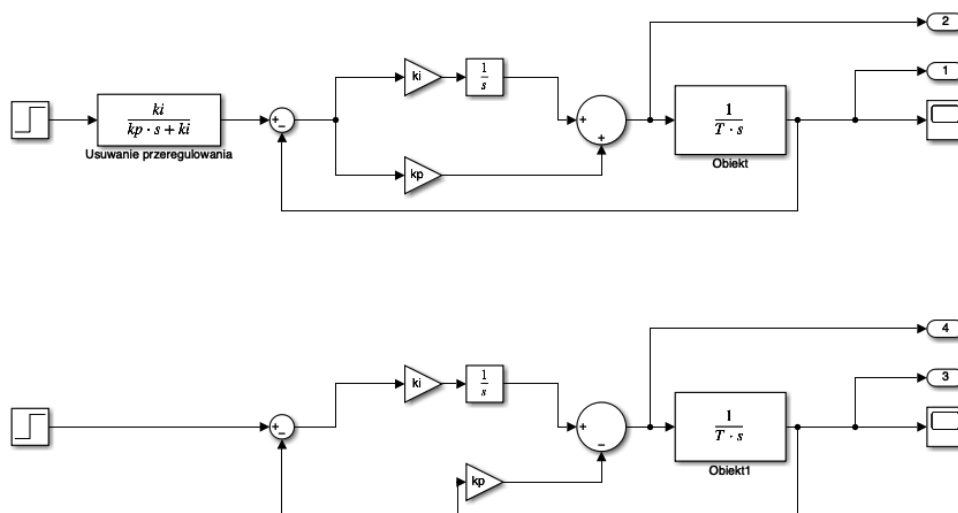 2
ki
1
s
1
ki
kp · s + ki
+
−
+
+
1
T · s
Usuwanie przeregulowania
Obiekt
kp
4
ki
1
s
3
+
−
+
−
1
T · s
Obiekt1
kp